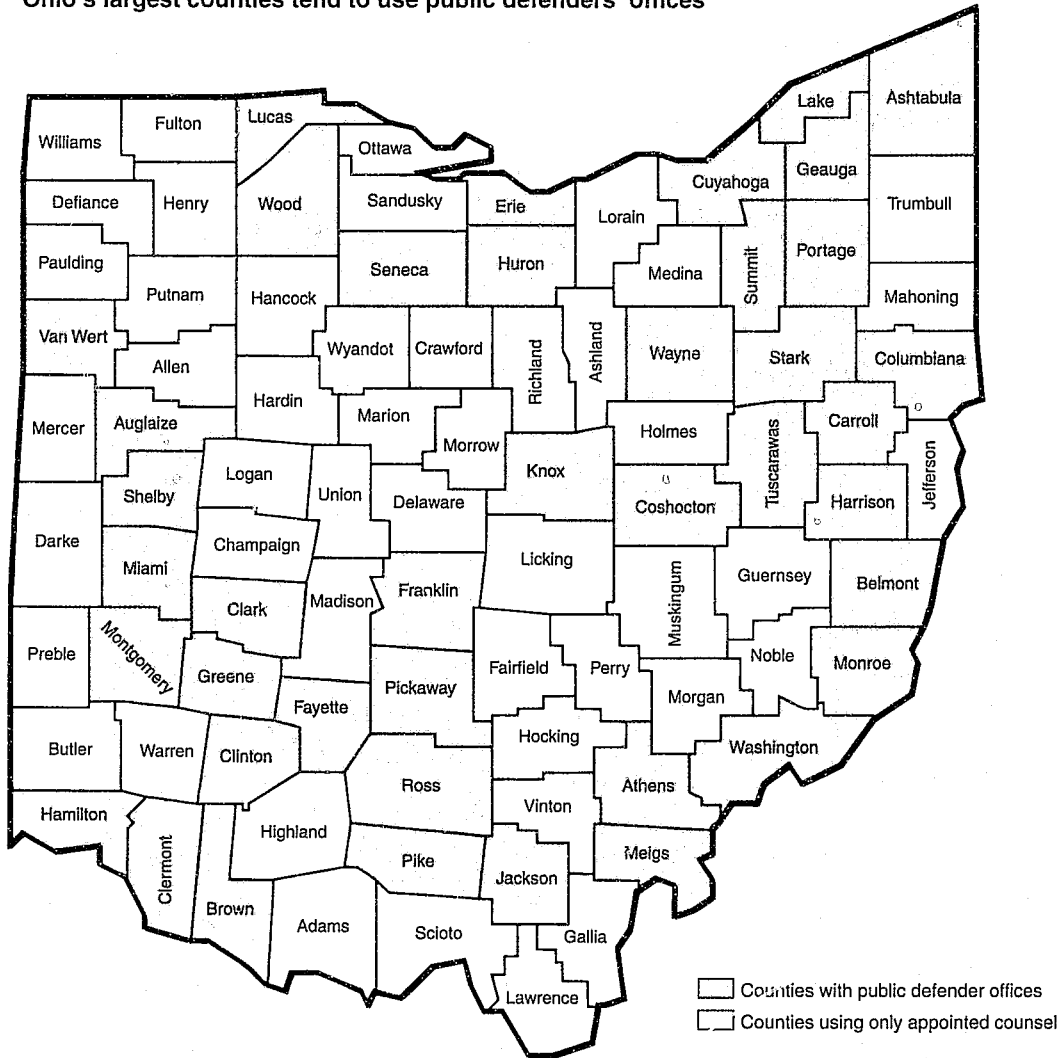 Ohio's largest counties tend to use public defenders' offices
Ashtabula
Lake
Lucas
Fulton
Williams
Ottawa
Geauga
Cuyahoga
Defiance
Henry
Wood
Sandusky
Erie
Lorain
Trumbull
Portage
Summit
Paulding
Seneca
Huron
Medina
Putnam
Hancock
Mahoning
Van Wert
Wyandot
Crawford
Richland
Ashland
Wayne
Stark
Columbiana
Allen
Hardin
Marion
Mercer
Auglaize
Morrow
Holmes
Carroll
Tuscarawas
Jefferson
Logan
Knox
Shelby
Union
Delaware
Coshocton
Harrison
Darke
Champaign
Miami
Licking
Franklin
Muskingum
Guernsey
Belmont
Clark
Madison
Preble
Montgomery
Greene
Fairfield
Perry
Noble
Monroe
Pickaway
Morgan
Fayette
Butler
Warren
Clinton
Hocking
Washington
Ross
Athens
Hamilton
Vinton
Highland
Clermont
Pike
Meigs
Jackson
Brown
Adams
Scioto
Gallia
Lawrence
Counties with public defender offices
Counties using only appointed counsel